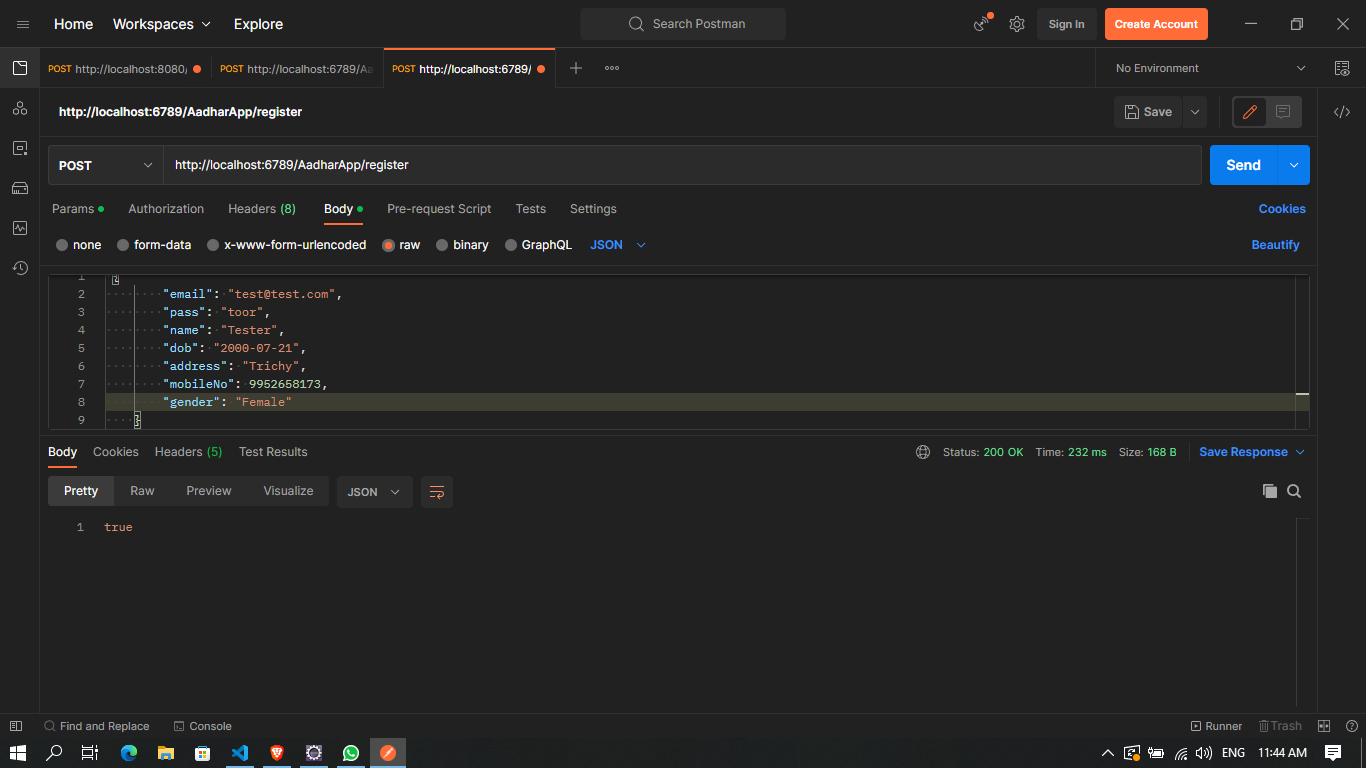 Home Workspaces Explore Search Postman Sign In Create Account
POST http://localhost:8080/ POST http://localhost:6789/Aa POST http://localhost:6789/ No Environment
http://localhost:6789/AadharApp/register Save
POST http://localhost:6789/AadharApp/register Send
Params Authorization Headers (8) Body Pre-request Script Tests Settings Cookies
none form-data x-www-form-urlencoded raw binary GraphQL JSON Beautify
1 {
2 "email": "test@test.com",
3 "pass": "toor",
4 "name": "Tester",
5 "dob": "2000-07-21",
6 "address": "Trichy",
7 "mobileNo": 9952658173,
8 "gender": "Female"
9 }
Body Cookies Headers (5) Test Results Status: 200 OK Time: 232 ms Size: 168 B Save Response
Pretty Raw Preview Visualize JSON
1 true
Find and Replace Console Runner Trash
ENG 11:44 AM